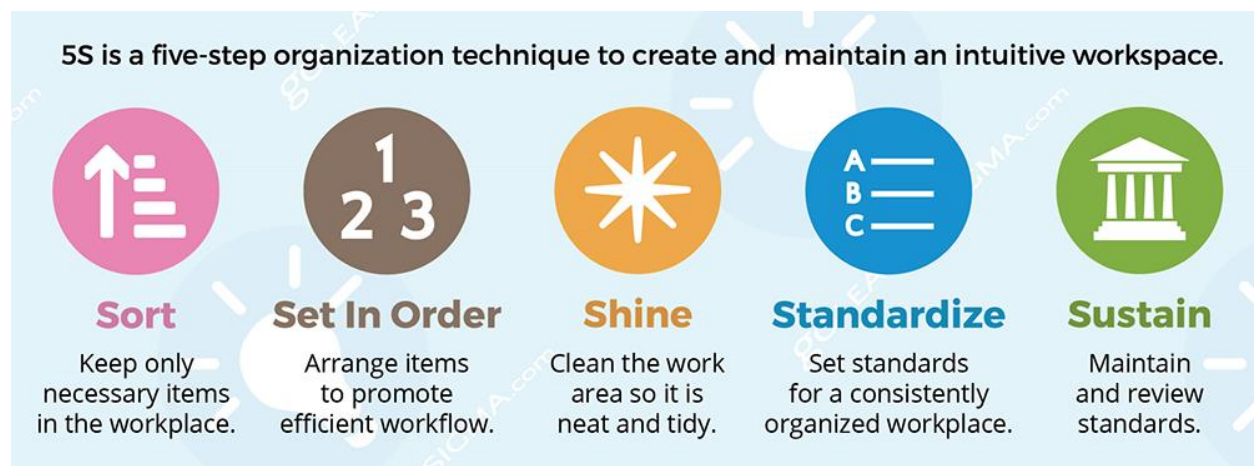 5S is a five-step organization technique to create and maintain an intuitive workspace.
1
2 3
A
B
C
Sort
Keep only
necessary items
in the workplace.
Set In Order
Arrange items
to promote
efficient workflow.
Shine
Clean the work
area so it is
neat and tidy.
Standardize
Set standards
for a consistently
organized workplace.
Sustain
Maintain
and review
standards.